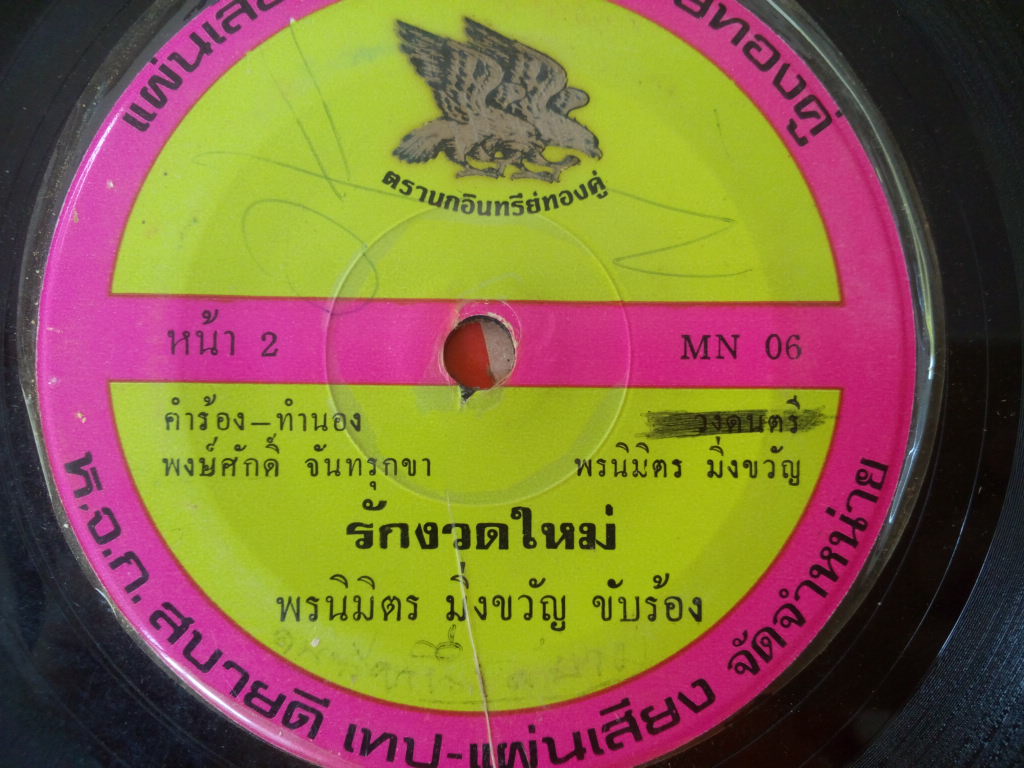 แผ่นเสีย
ทองคู่
ตรานกอินทรีย์ทองคู่
หน้า 2
MN 06
คำร้อง-ทำนอง
วงดนตรี
พงษ์ศักดิ์ จันทรุกขา
พรนิมิตร มิ่งขวัญ
รักงวดใหม่
พรนิมิตร มิ่งขวัญ ขับร้อง
ห.จ.ก. สบายดี เทป-แผ่นเสียง จัดจำหน่าย